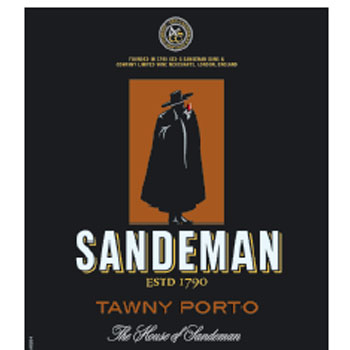 FOUNDED IN 1790 GEO G SANDEMAN SONS &
COMPANY LIMITED WINE MERCHANTS, LONDON, ENGLAND
SANDEMAN
ESTD 1790
TAWNY PORTO
The House of Sandeman